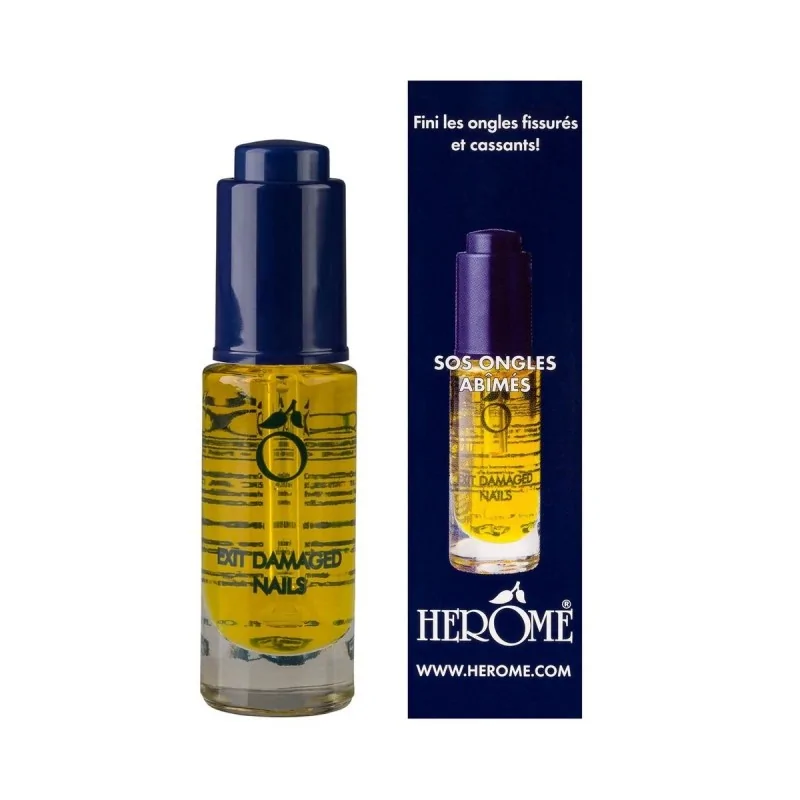 EXIT DAMAGED
NAILS
Fini les ongles fissurés
et cassants!
SOS ONGLES
ABÎMÉS
EXIT DAMAGED
NAILS
HERÔME®
WWW.HEROME.COM